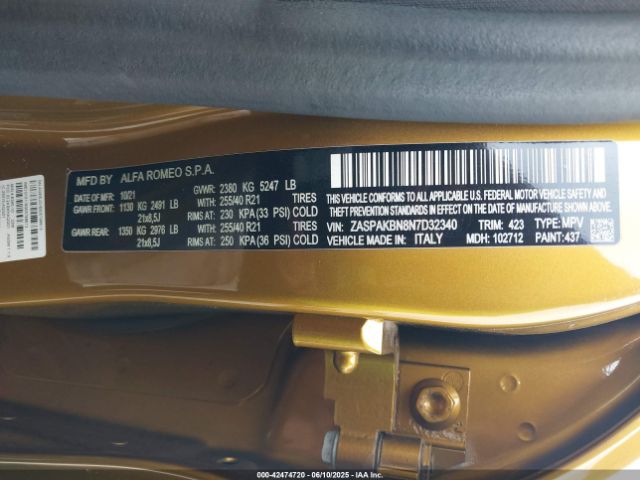 MFD BY ALFA ROMEO S.P.A.
DATE OF MFR: 10/21
GVWR: 2380 KG 5247 LB
GAWR FRONT: 1130 KG 2491 LB WITH 255/40 R21 TIRES
21x8,5J RIMS AT 230 KPA (33 PSI) COLD
GAWR REAR: 1350 KG 2976 LB WITH 255/40 R21 TIRES
21x8,5J RIMS AT 250 KPA (36 PSI) COLD
THIS VEHICLE CONFORMS TO ALL APPLICABLE U.S. FEDERAL MOTOR VEHICLE
SAFETY, BUMPER, AND THEFT PREVENTION STANDARDS IN EFFECT ON THE
DATE OF MANUFACTURE SHOWN ABOVE.
VIN: ZASPAKBN8N7D32340 TRIM: 423 TYPE: MPV
MADE IN: ITALY MDH: 102712 PAINT: 437
00-42474720 - 06/10/2025 - IAAI.COM